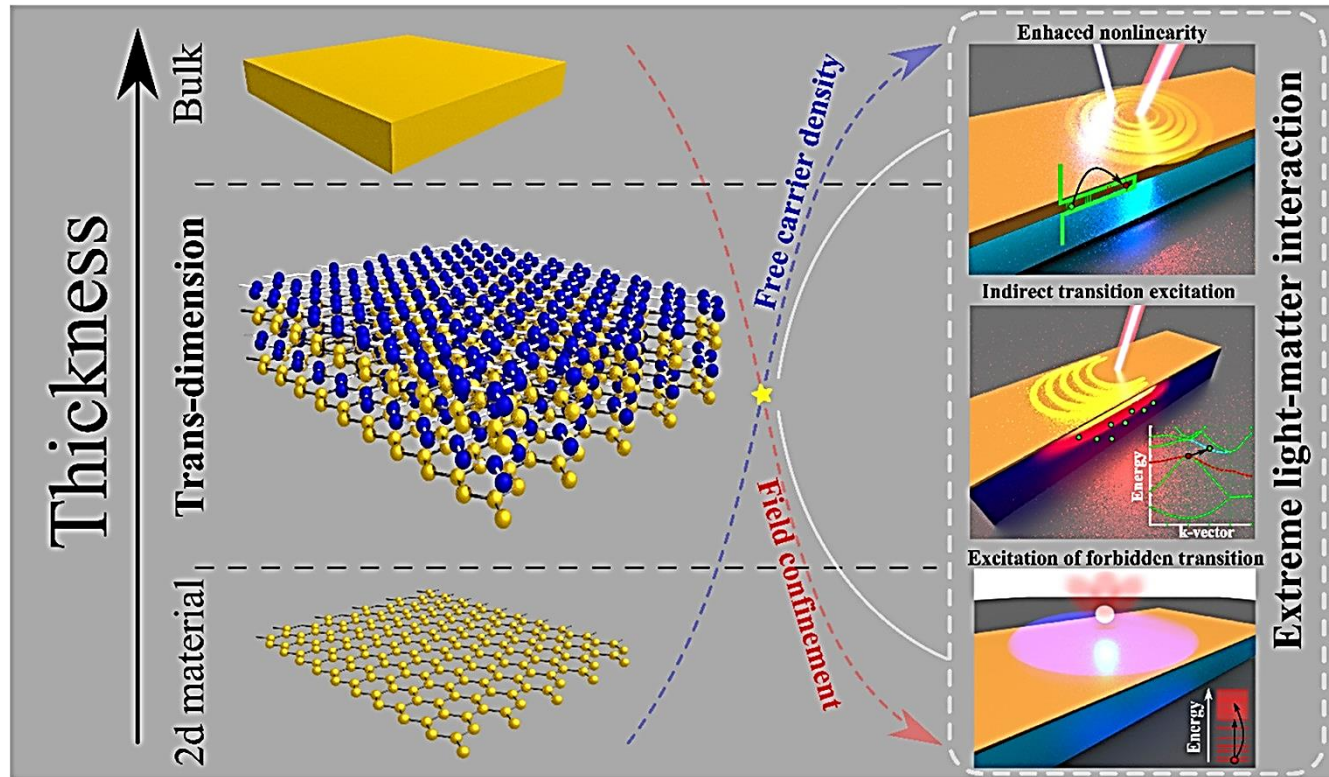 Thickness
Bulk
Trans-dimension
2d material
Free carrier density
Field confinement
Enhaced nonlinearity
Indirect transition excitation
Energy
k-vector
Excitation of forbidden transition
Energy
Extreme light-matter interaction